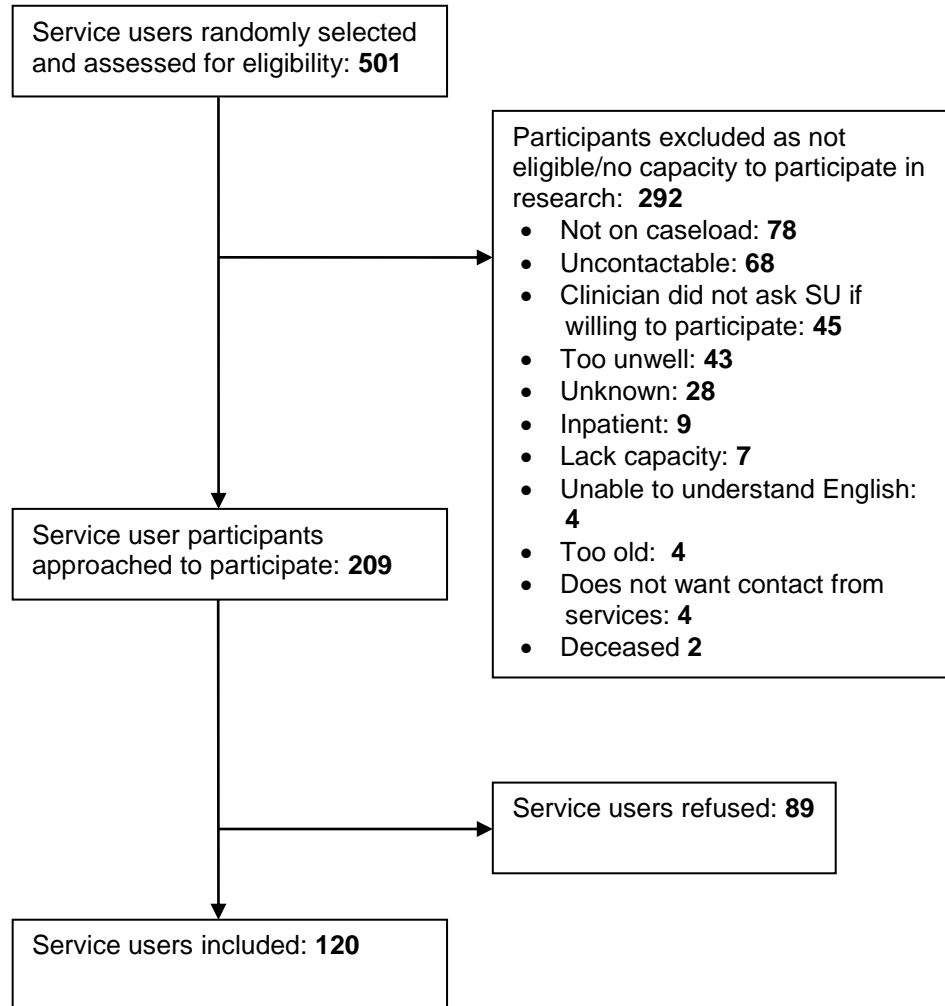 Service users randomly selected
and assessed for eligibility: 501
Participants excluded as not
eligible/no capacity to participate in
research: 292
• Not on caseload: 78
• Uncontactable: 68
• Clinician did not ask SU if
willing to participate: 45
• Too unwell: 43
• Unknown: 28
• Inpatient: 9
• Lack capacity: 7
• Unable to understand English:
4
• Too old: 4
• Does not want contact from
services: 4
• Deceased 2
Service user participants
approached to participate: 209
Service users refused: 89
Service users included: 120